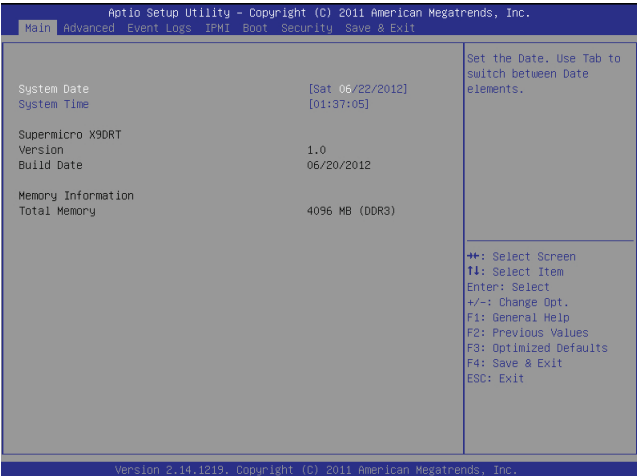 Aptio Setup Utility – Copyright (C) 2011 American Megatrends, Inc.
Main Advanced Event Logs IPMI Boot Security Save & Exit
Set the Date. Use Tab to
switch between Date
elements.
System Date [Sat 06/22/2012]
System Time [01:37:05]
Supermicro X9DRT
Version 1.0
Build Date 06/20/2012
Memory Information
Total Memory 4096 MB (DDR3)
→←: Select Screen
↑↓: Select Item
Enter: Select
+/-: Change Opt.
F1: General Help
F2: Previous Values
F3: Optimized Defaults
F4: Save & Exit
ESC: Exit
Version 2.14.1219. Copyright (C) 2011 American Megatrends, Inc.